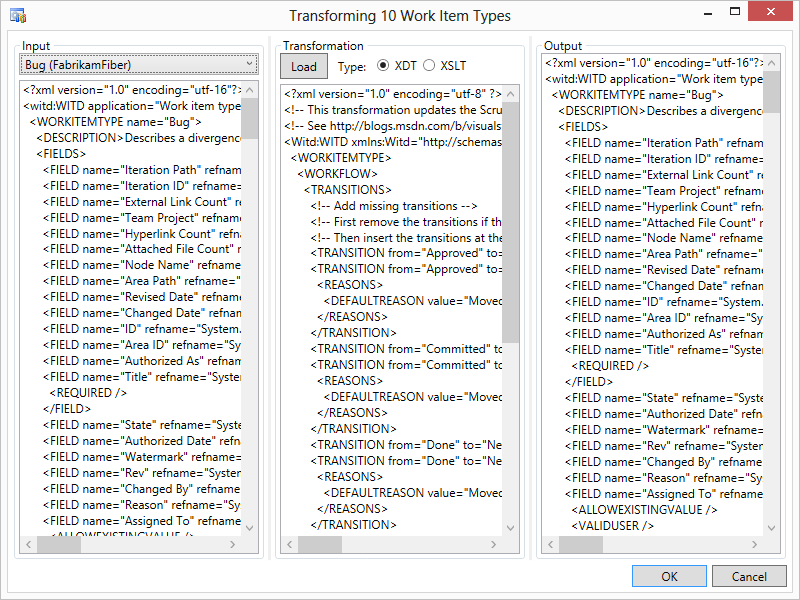 Transforming 10 Work Item Types
Input
Bug (FabrikamFiber)
<?xml version="1.0" encoding="utf-16"?>
<witd:WITD application="Work item type
<WORKITEMTYPE name="Bug">
<DESCRIPTION>Describes a divergenc
<FIELDS>
<FIELD name="Iteration Path" refnam
<FIELD name="Iteration ID" refname=
<FIELD name="External Link Count" r
<FIELD name="Team Project" refnam
<FIELD name="Hyperlink Count" refn
<FIELD name="Attached File Count" r
<FIELD name="Node Name" refnam
<FIELD name="Area Path" refname="
<FIELD name="Revised Date" refnam
<FIELD name="Changed Date" refnar
<FIELD name="ID" refname="System.
<FIELD name="Area ID" refname="Sy
<FIELD name="Authorized As" refnar
<FIELD name="Title" refname="Syster
<REQUIRED />
</FIELD>
<FIELD name="State" refname="Syste
<FIELD name="Authorized Date" refn
<FIELD name="Watermark" refname=
<FIELD name="Rev" refname="System
<FIELD name="Changed By" refname
<FIELD name="Reason" refname="Sy
<FIELD name="Assigned To" refname
<ALLOWEXISTINGVALUE />
Transformation
Load
Type:
XDT
XSLT
<?xml version="1.0" encoding="utf-8" ?>
<!-- This transformation updates the Scru
<!-- See http://blogs.msdn.com/b/visuals
<Witd:WITD xmlns:Witd="http://schemas
<WORKITEMTYPE>
<WORKFLOW>
<TRANSITIONS>
<!-- Add missing transitions -->
<!-- First remove the transitions if th
<!-- Then insert the transitions at the
<TRANSITION from="Approved" to=
<TRANSITION from="Approved" to=
<REASONS>
<DEFAULTREASON value="Moved
</REASONS>
</TRANSITION>
<TRANSITION from="Committed" to
<TRANSITION from="Committed" to
<REASONS>
<DEFAULTREASON value="Moved
</REASONS>
</TRANSITION>
<TRANSITION from="Done" to="Ne
<TRANSITION from="Done" to="Ne
<REASONS>
<DEFAULTREASON value="Moved
</REASONS>
</TRANSITION>
Output
<?xml version="1.0" encoding="utf-16"?>
<witd:WITD application="Work item type
<WORKITEMTYPE name="Bug">
<DESCRIPTION>Describes a divergenc
<FIELDS>
<FIELD name="Iteration Path" refnam
<FIELD name="Iteration ID" refname=
<FIELD name="External Link Count" r
<FIELD name="Team Project" refnam
<FIELD name="Hyperlink Count" refn
<FIELD name="Attached File Count" r
<FIELD name="Node Name" refnam
<FIELD name="Area Path" refname="
<FIELD name="Revised Date" refnam
<FIELD name="Changed Date" refnar
<FIELD name="ID" refname="System.
<FIELD name="Area ID" refname="Sy
<FIELD name="Authorized As" refnar
<FIELD name="Title" refname="Syster
<REQUIRED />
</FIELD>
<FIELD name="State" refname="Syste
<FIELD name="Authorized Date" refn
<FIELD name="Watermark" refname=
<FIELD name="Rev" refname="System
<FIELD name="Changed By" refname
<FIELD name="Reason" refname="Sy
<FIELD name="Assigned To" refname
<ALLOWEXISTINGVALUE />
<VALIDUSER />
OK
Cancel